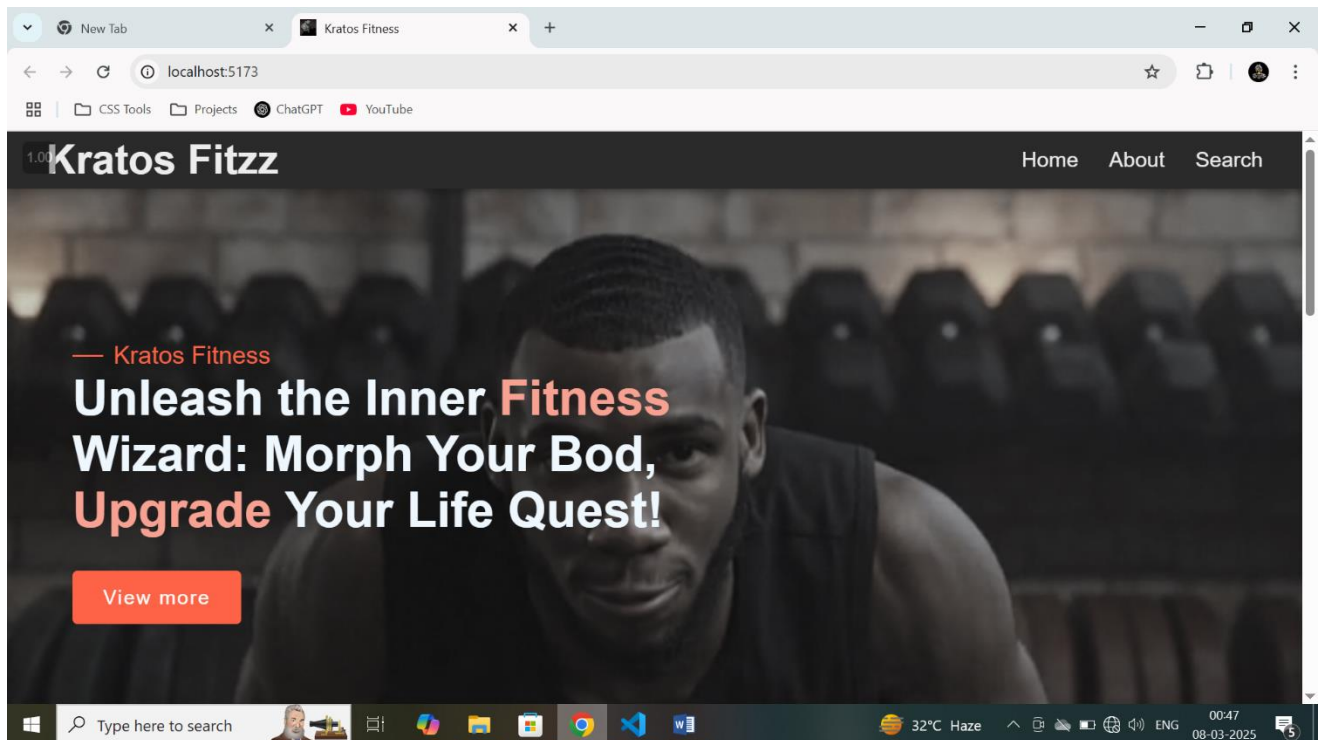 New Tab
Kratos Fitness
localhost:5173
CSS Tools
Projects
ChatGPT
YouTube
1.00
Kratos Fitzz
Home
About
Search
Kratos Fitness
Unleash the Inner Fitness
Wizard: Morph Your Bod,
Upgrade Your Life Quest!
View more
Type here to search
32°C Haze
ENG
00:47
08-03-2025
5